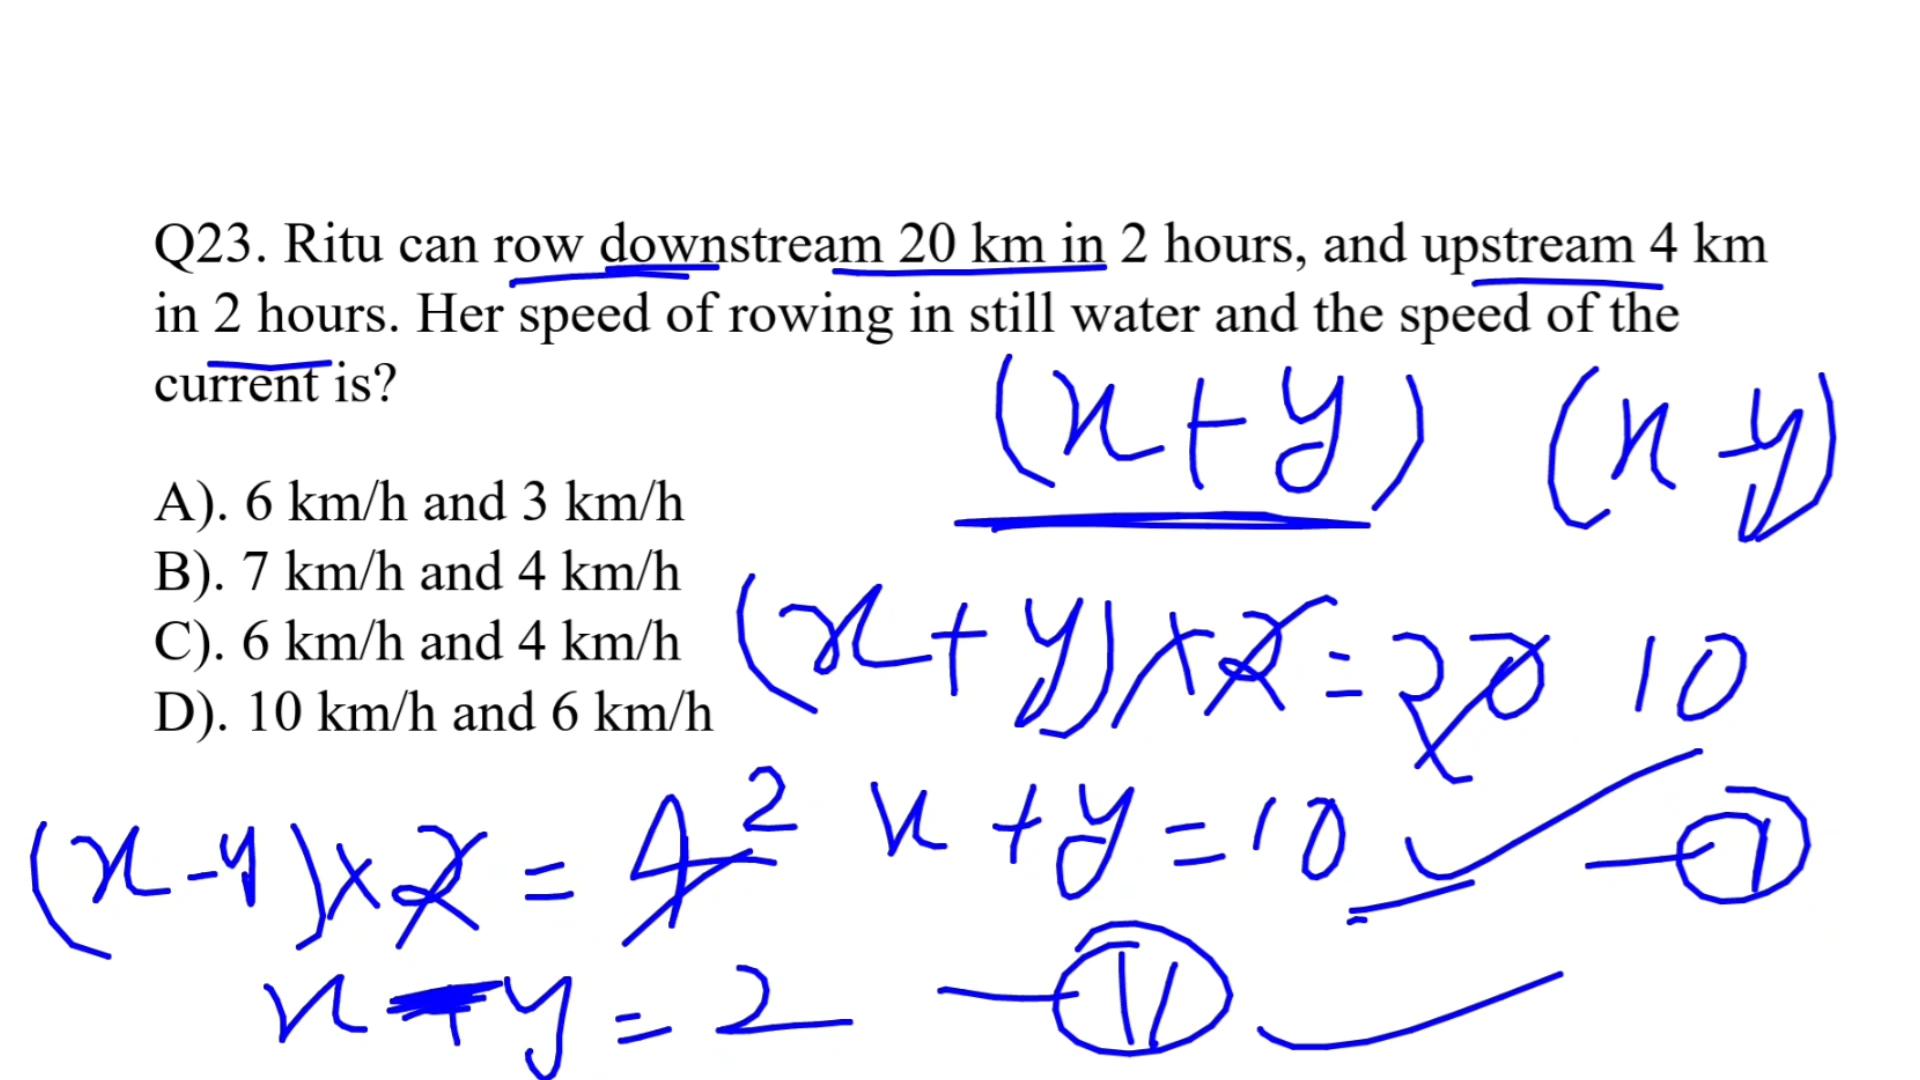 Q23. Ritu can row downstream 20 km in 2 hours, and upstream 4 km
in 2 hours. Her speed of rowing in still water and the speed of the
current is?
(x+y) (x-y)
A). 6 km/h and 3 km/h
B). 7 km/h and 4 km/h
C). 6 km/h and 4 km/h
D). 10 km/h and 6 km/h
(x+y)×2=20 10
x+y=10 — I
(x-y)×2=4 2
x-y=2 — II